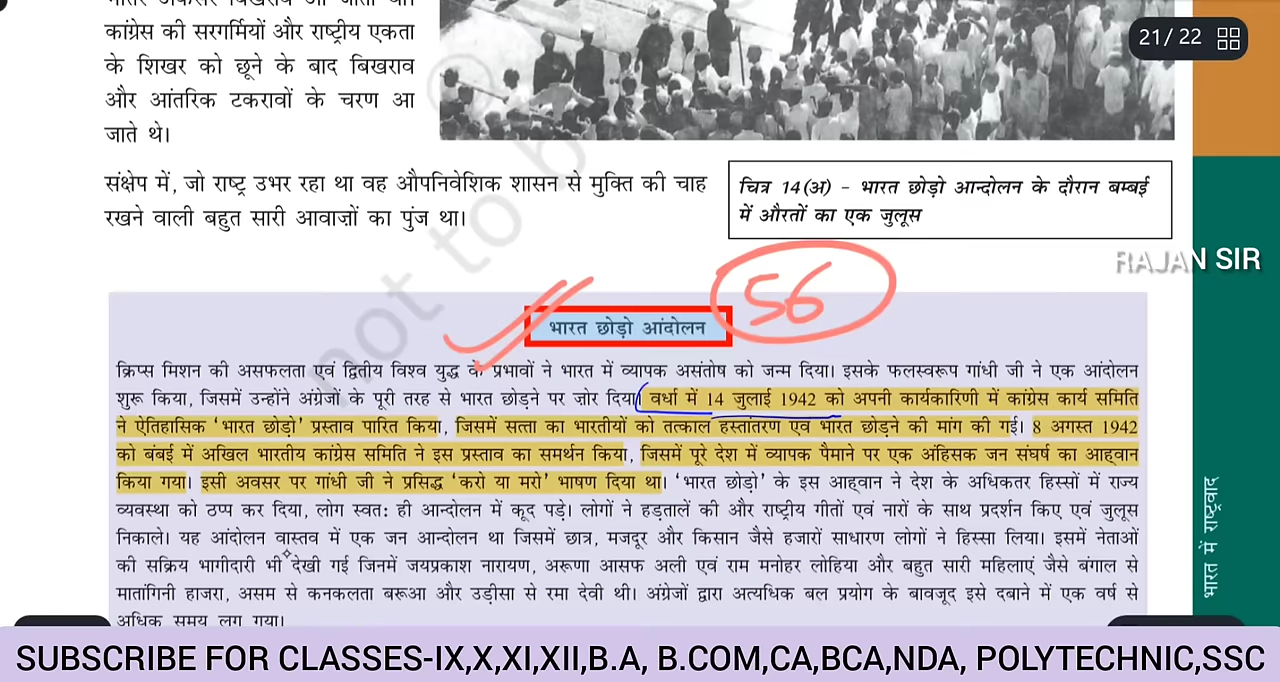 कांग्रेस की सरगर्मियों और राष्ट्रीय एकता
के शिखर को छूने के बाद बिखराव
और आंतरिक टकरावों के चरण आ
जाते थे।
21/22
संक्षेप में, जो राष्ट्र उभर रहा था वह औपनिवेशिक शासन से मुक्ति की चाह
रखने वाली बहुत सारी आवाज़ों का पुंज था।
चित्र 14(अ) - भारत छोड़ो आन्दोलन के दौरान बम्बई
में औरतों का एक जुलूस
RAJAN SIR
not to b
56
भारत छोड़ो आंदोलन
क्रिप्स मिशन की असफलता एवं द्वितीय विश्व युद्ध के प्रभावों ने भारत में व्यापक असंतोष को जन्म दिया। इसके फलस्वरूप गांधी जी ने एक आंदोलन
शुरू किया, जिसमें उन्होंने अंग्रेजों के पूरी तरह से भारत छोड़ने पर ज़ोर दिया। वर्धा में 14 जुलाई 1942 को अपनी कार्यकारिणी में कांग्रेस कार्य समिति
ने ऐतिहासिक ‘भारत छोड़ो’ प्रस्ताव पारित किया, जिसमें सत्ता का भारतीयों को तत्काल हस्तांतरण एवं भारत छोड़ने की मांग की गई। 8 अगस्त 1942
को बंबई में अखिल भारतीय कांग्रेस समिति ने इस प्रस्ताव का समर्थन किया, जिसमें पूरे देश में व्यापक पैमाने पर एक अंहिसक जन संघर्ष का आह्वान
किया गया। इसी अवसर पर गांधी जी ने प्रसिद्ध ‘करो या मरो’ भाषण दिया था। ‘भारत छोड़ो’ के इस आह्वान ने देश के अधिकतर हिस्सों में राज्य
व्यवस्था को ठप्प कर दिया, लोग स्वत: ही आन्दोलन में कूद पड़े। लोगों ने हड़तालों की और राष्ट्रीय गीतों एवं नारों के साथ प्रदर्शन किए एवं जुलूस
निकाले। यह आंदोलन वास्तव में एक जन आन्दोलन था जिसमें छात्र, मजदूर और किसान जैसे हजारों साधारण लोगों ने हिस्सा लिया। इसमें नेताओं
की सक्रिय भागीदारी भी देखी गई जिनमें जयप्रकाश नारायण, अरूणा आसफ अली एवं राम मनोहर लोहिया और बहुत सारी महिलाएं जैसे बंगाल से
मातांगिनी हाजरा, असम से कनकलता बरूआ और उड़ीसा से रमा देवी थी। अंग्रेजों द्वारा अत्यधिक बल प्रयोग के बावजूद इसे दबाने में एक वर्ष से
अधिक समय लग गया।
भारत में राष्ट्रवाद
SUBSCRIBE FOR CLASSES-IX,X,XI,XII,B.A, B.COM,CA,BCA,NDA, POLYTECHNIC,SSC